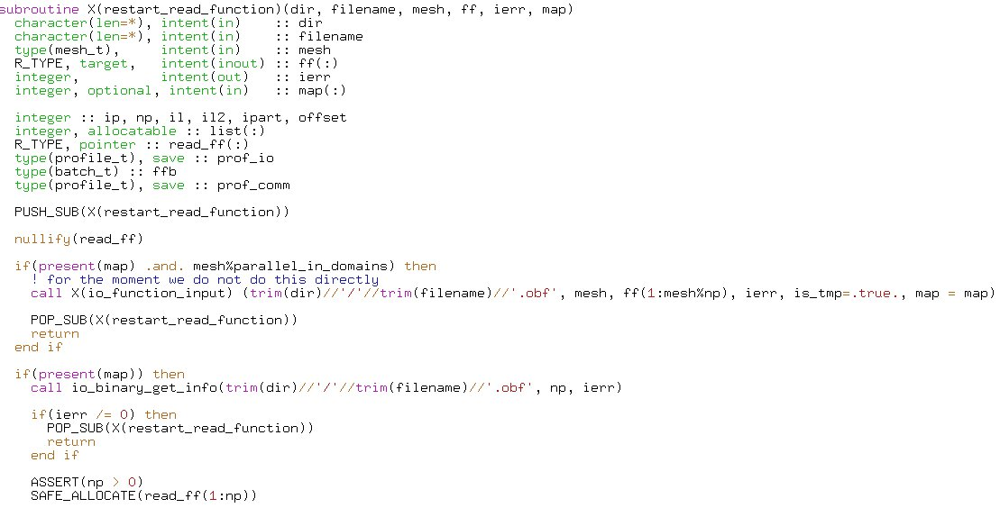 subroutine X(restart_read_function)(dir, filename, mesh, ff, ierr, map)
  character(len=*), intent(in)    :: dir
  character(len=*), intent(in)    :: filename
  type(mesh_t),     intent(in)    :: mesh
  R_TYPE, target,   intent(inout) :: ff(:)
  integer,          intent(out)   :: ierr
  integer, optional, intent(in)   :: map(:)

  integer :: ip, np, il, il2, ipart, offset
  integer, allocatable :: list(:)
  R_TYPE, pointer :: read_ff(:)
  type(profile_t), save :: prof_io
  type(batch_t) :: ffb
  type(profile_t), save :: prof_comm

  PUSH_SUB(X(restart_read_function))

  nullify(read_ff)

  if(present(map) .and. mesh%parallel_in_domains) then
    ! for the moment we do not do this directly
    call X(io_function_input) (trim(dir)//'/'//trim(filename)//'.obf', mesh, ff(1:mesh%np), ierr, is_tmp=.true., map = map)

    POP_SUB(X(restart_read_function))
    return
  end if

  if(present(map)) then
    call io_binary_get_info(trim(dir)//'/'//trim(filename)//'.obf', np, ierr)

    if(ierr /= 0) then
      POP_SUB(X(restart_read_function))
      return
    end if

    ASSERT(np > 0)
    SAFE_ALLOCATE(read_ff(1:np))